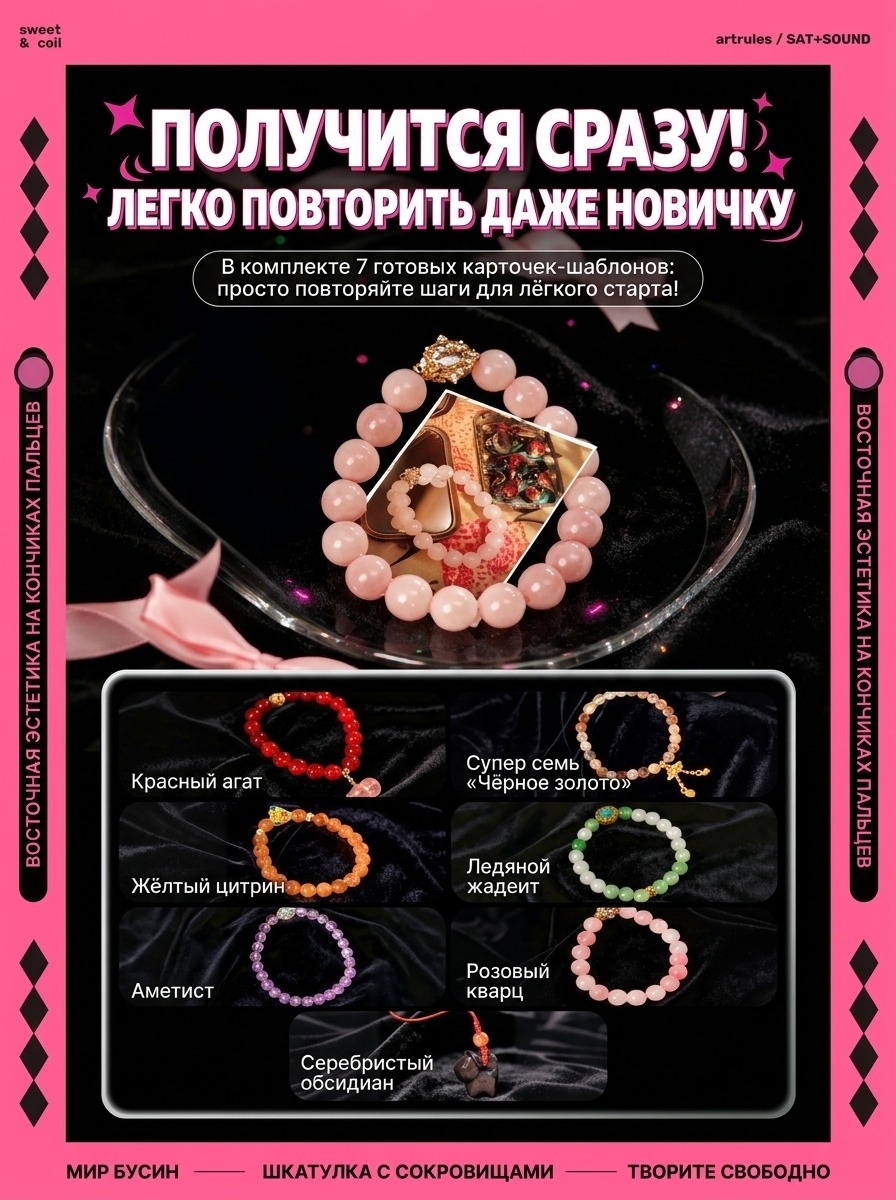 sweet
& coil
artrules / SAT+SOUND
ПОЛУЧИТСЯ СРАЗУ!
ЛЕГКО ПОВТОРИТЬ ДАЖЕ НОВИЧКУ
В комплекте 7 готовых карточек-шаблонов:
просто повторяйте шаги для лёгкого старта!
ВОСТОЧНАЯ ЭСТЕТИКА НА КОНЧИКАХ ПАЛЬЦЕВ
ВОСТОЧНАЯ ЭСТЕТИКА НА КОНЧИКАХ ПАЛЬЦЕВ
Красный агат
Супер семь
«Чёрное золото»
Жёлтый цитрин
Ледяной
жадеит
Аметист
Розовый
кварц
Серебристый
обсидиан
МИР БУСИН
ШКАТУЛКА С СОКРОВИЩАМИ
ТВОРИТЕ СВОБОДНО